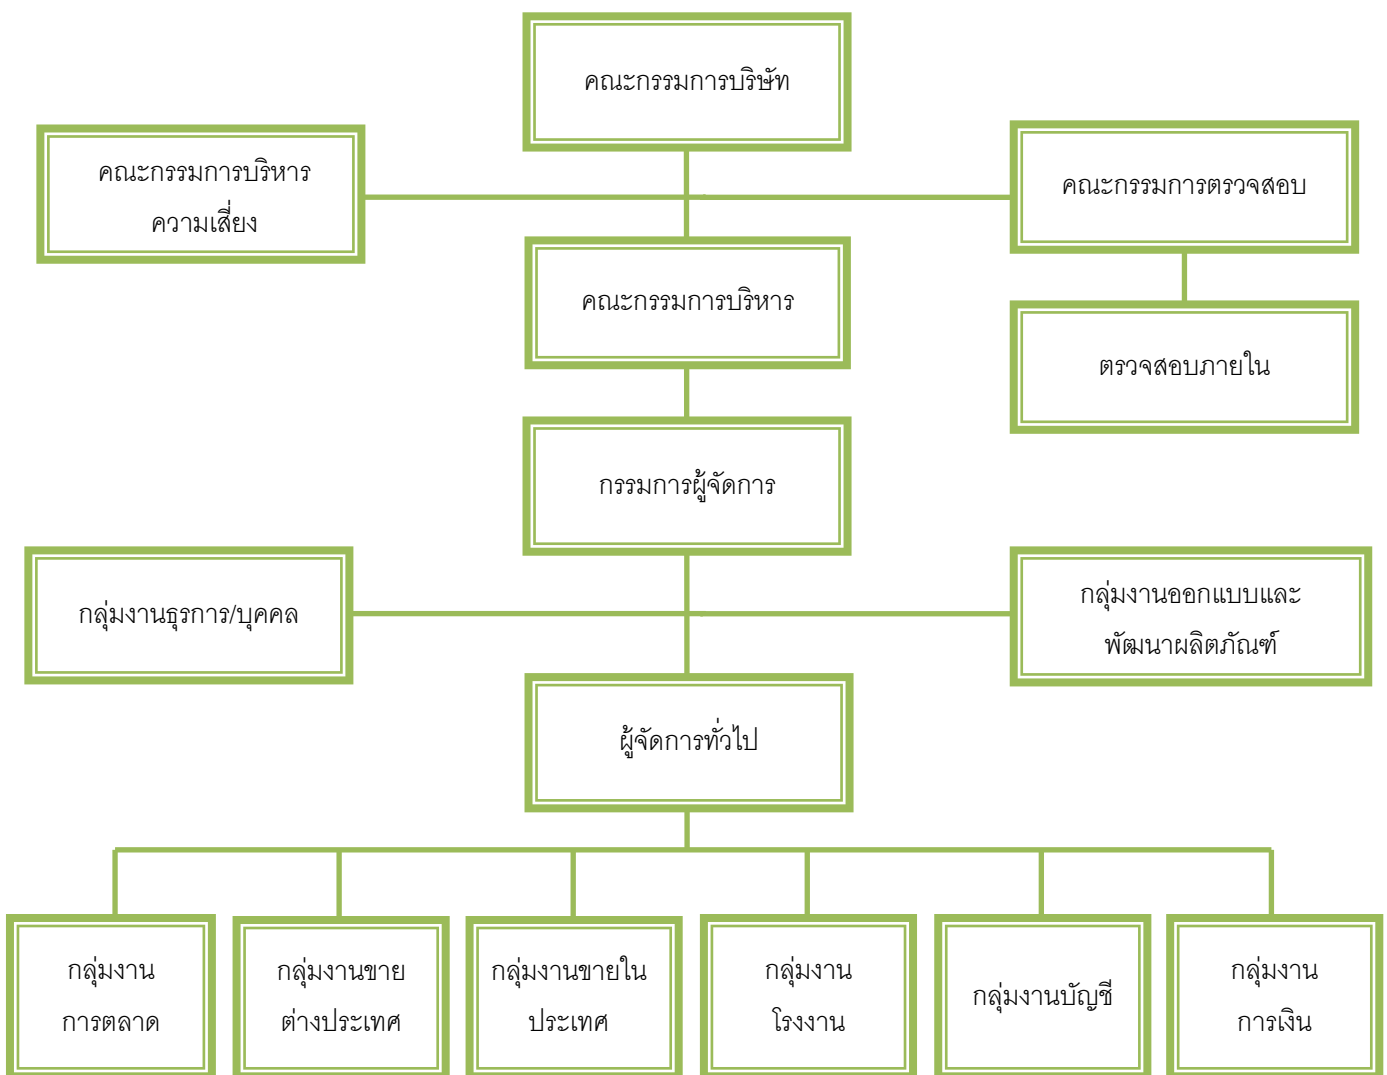 คณะกรรมการบริษัท
คณะกรรมการบริหาร
ความเสี่ยง
คณะกรรมการตรวจสอบ
คณะกรรมการบริหาร
ตรวจสอบภายใน
กรรมการผู้จัดการ
กลุ่มงานธุรการ/บุคคล
กลุ่มงานออกแบบและ
พัฒนาผลิตภัณฑ์
ผู้จัดการทั่วไป
กลุ่มงาน
การตลาด
กลุ่มงานขาย
ต่างประเทศ
กลุ่มงานขายใน
ประเทศ
กลุ่มงาน
โรงงาน
กลุ่มงานบัญชี
กลุ่มงาน
การเงิน